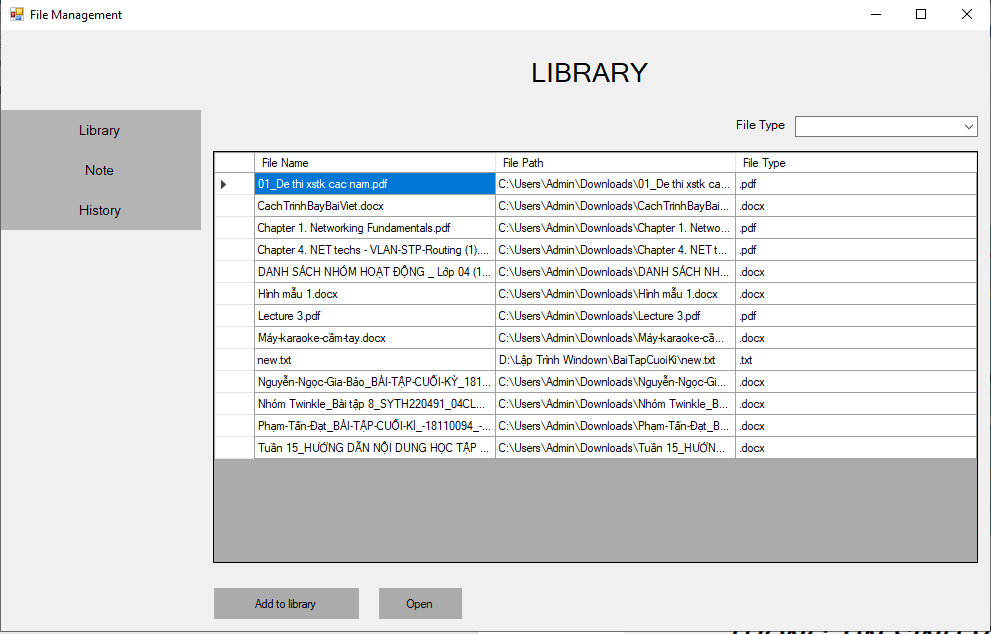 File Management
LIBRARY
Library
Note
History
File Type
File Name File Path File Type
01_De thi xstk cac nam.pdf C:\Users\Admin\Downloads\01_De thi xstk ca... .pdf
CachTrinhBayBaiViet.docx C:\Users\Admin\Downloads\CachTrinhBayBai... .docx
Chapter 1. Networking Fundamentals.pdf C:\Users\Admin\Downloads\Chapter 1. Netwo... .pdf
Chapter 4. NET techs - VLAN-STP-Routing (1).... C:\Users\Admin\Downloads\Chapter 4. NET t... .pdf
DANH SÁCH NHÓM HOẠT ĐỘNG _ Lớp 04 (1... C:\Users\Admin\Downloads\DANH SÁCH NH... .docx
Hình mẫu 1.docx C:\Users\Admin\Downloads\Hình mẫu 1.docx .docx
Lecture 3.pdf C:\Users\Admin\Downloads\Lecture 3.pdf .pdf
Máy-karaoke-cầm-tay.docx C:\Users\Admin\Downloads\Máy-karaoke-cầ... .docx
new.txt D:\Lập Trình Windown\BaiTapCuoiKi\new.txt .txt
Nguyễn-Ngọc-Gia-Bảo_BÀI-TẬP-CUỐI-KỲ_181... C:\Users\Admin\Downloads\Nguyễn-Ngọc-Gi... .docx
Nhóm Twinkle_Bài tập 8_SYTH220491_04CL... C:\Users\Admin\Downloads\Nhóm Twinkle_B... .docx
Phạm-Tấn-Đạt_BÀI-TẬP-CUỐI-KÌ_-18110094_-... C:\Users\Admin\Downloads\Phạm-Tấn-Đạt_B... .docx
Tuần 15_HƯỚNG DẪN NỘI DUNG HỌC TẬP ... C:\Users\Admin\Downloads\Tuần 15_HƯỚN... .docx
Add to library Open